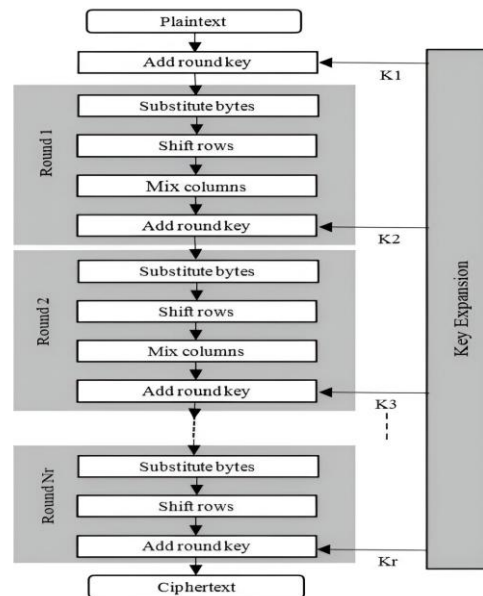 Plaintext
Add round key
K1
Round 1
Substitute bytes
Shift rows
Mix columns
Add round key
K2
Round 2
Substitute bytes
Shift rows
Mix columns
Add round key
K3
Round Nr
Substitute bytes
Shift rows
Add round key
Kr
Ciphertext
Key Expansion